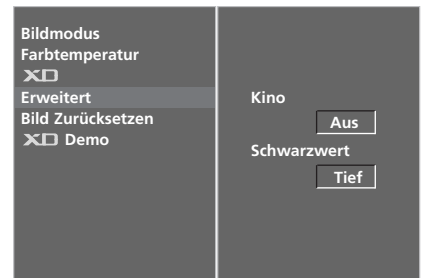 Bildmodus
Farbtemperatur
XD
Erweitert
Bild Zurücksetzen
XD Demo
Kino
Aus
Schwarzwert
Tief